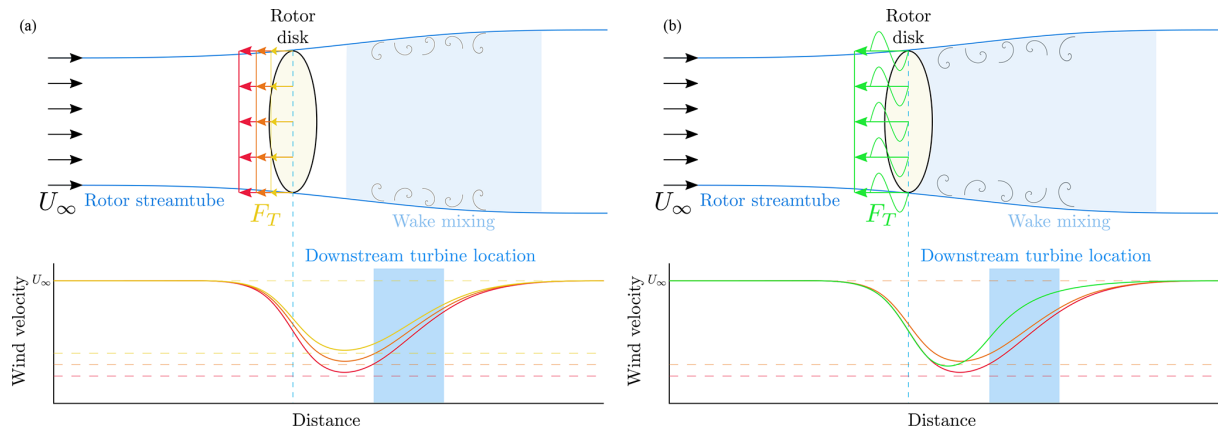 (a)
Rotor
disk
U∞
Rotor streamtube
F_T
Wake mixing
Downstream turbine location
U∞
Wind velocity
Distance
(b)
Rotor
disk
U∞
Rotor streamtube
F_T
Wake mixing
Downstream turbine location
U∞
Wind velocity
Distance